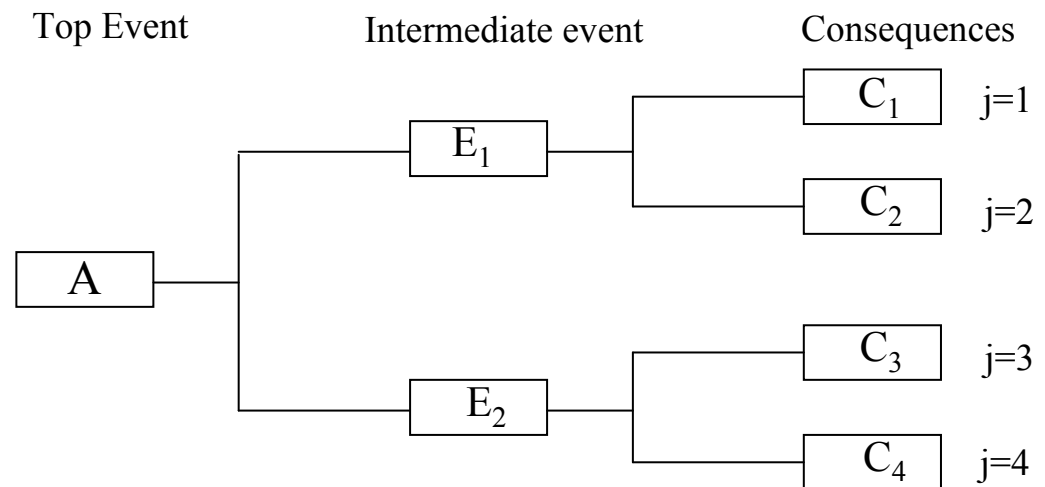 Top Event Intermediate event Consequences
C₁ j=1
E₁
C₂ j=2
A
C₃ j=3
E₂
C₄ j=4